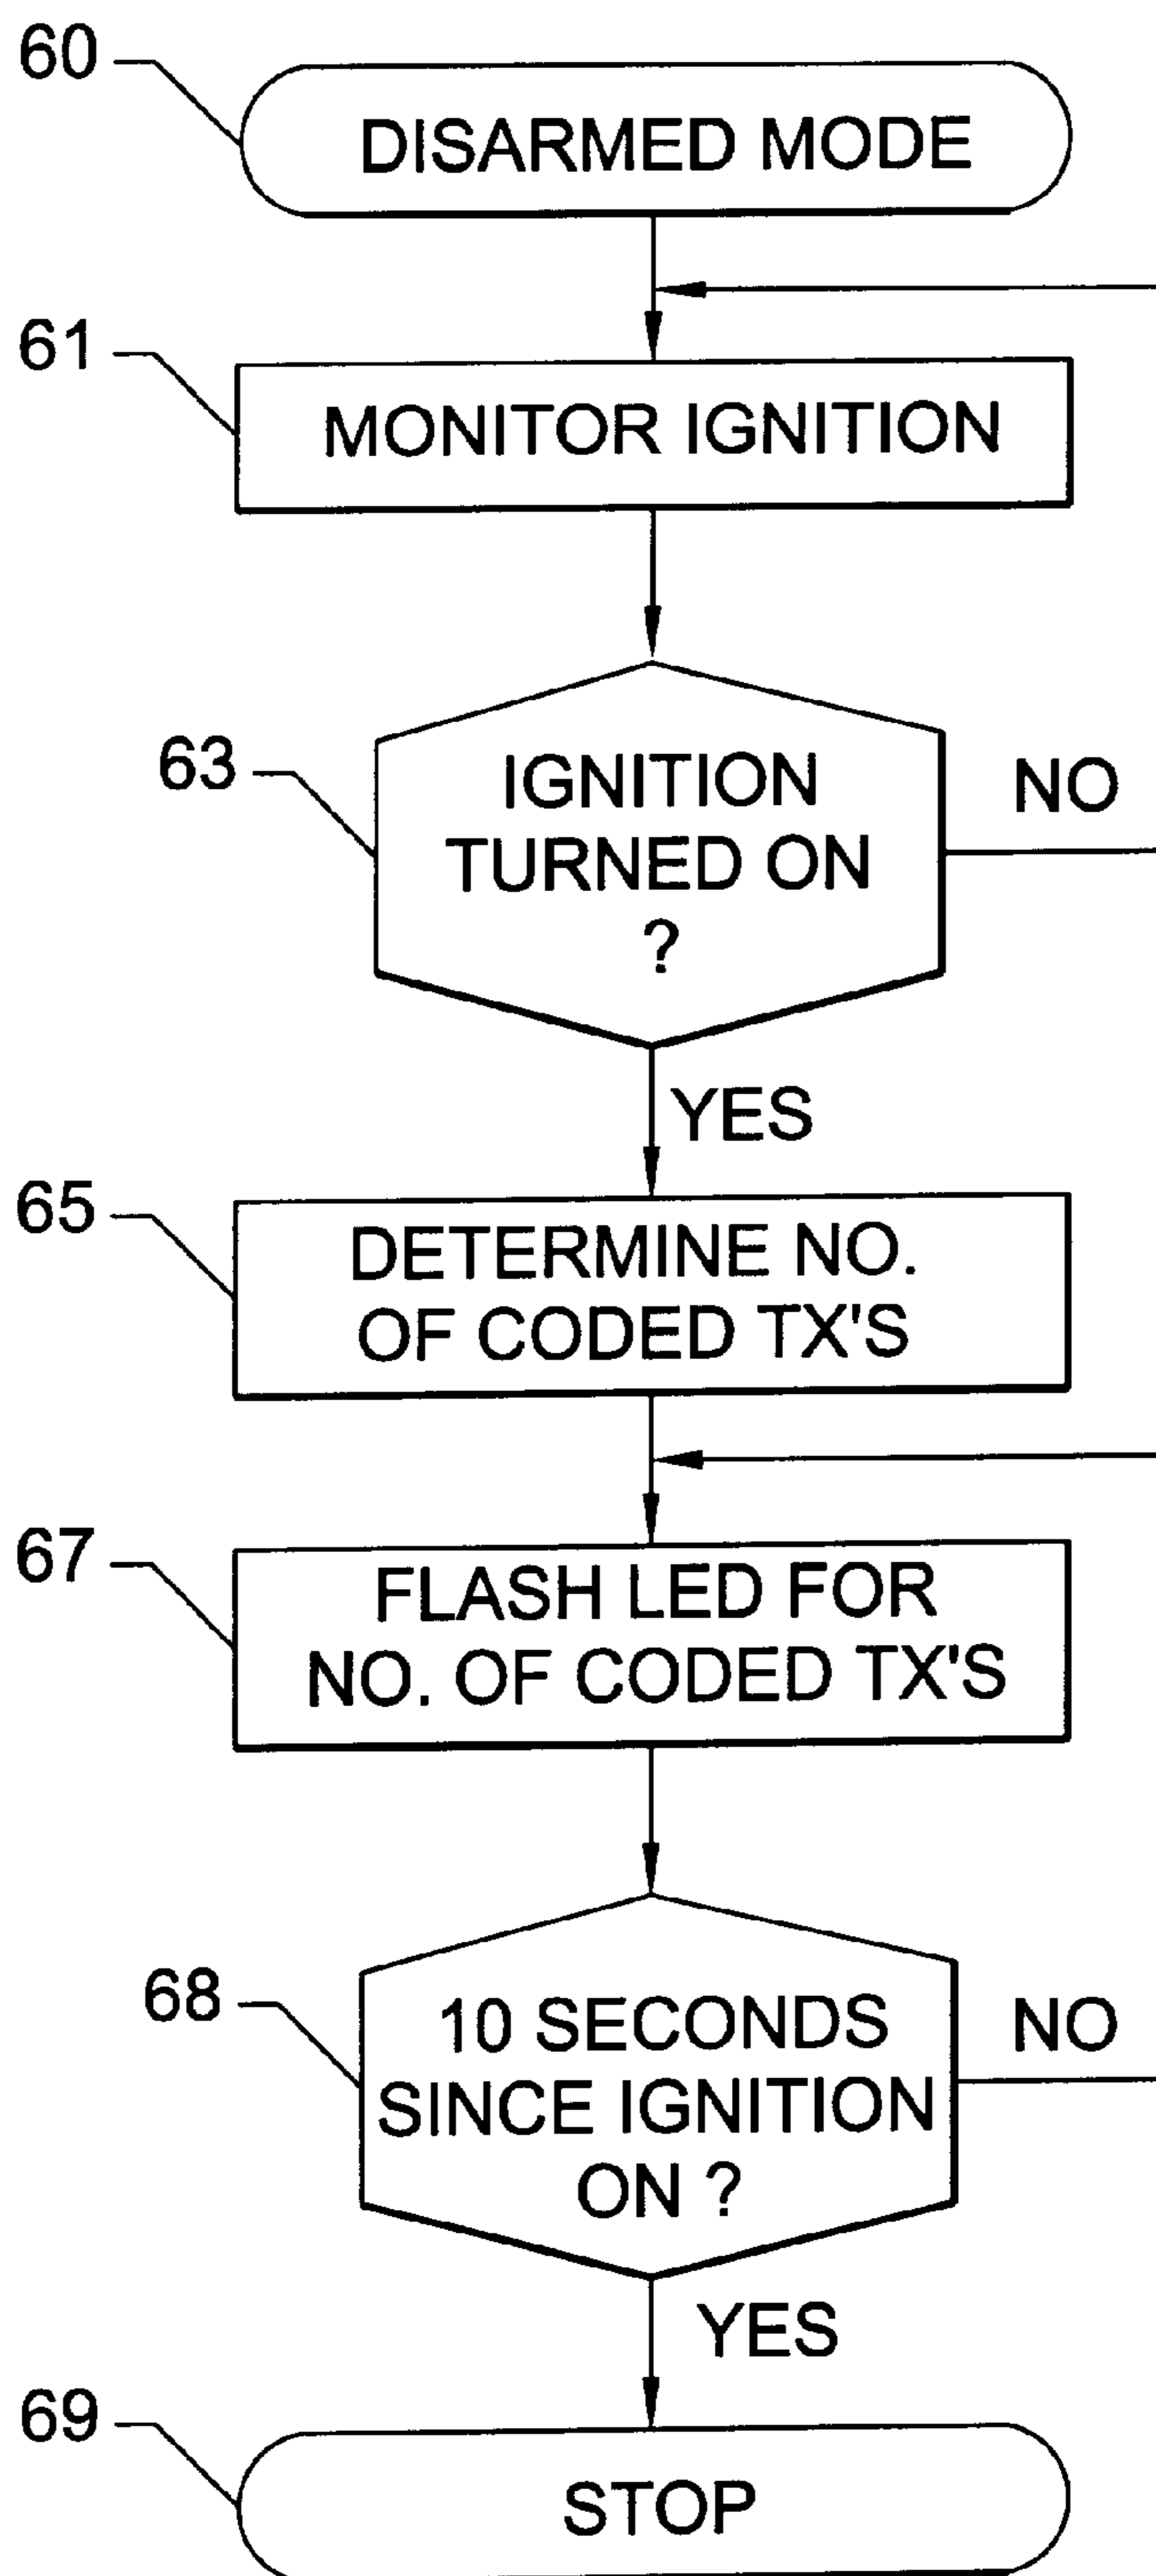 60
DISARMED MODE
61
MONITOR IGNITION
63
IGNITION
TURNED ON
?
NO
YES
65
DETERMINE NO.
OF CODED TX'S
67
FLASH LED FOR
NO. OF CODED TX'S
68
10 SECONDS
SINCE IGNITION
ON ?
NO
YES
69
STOP